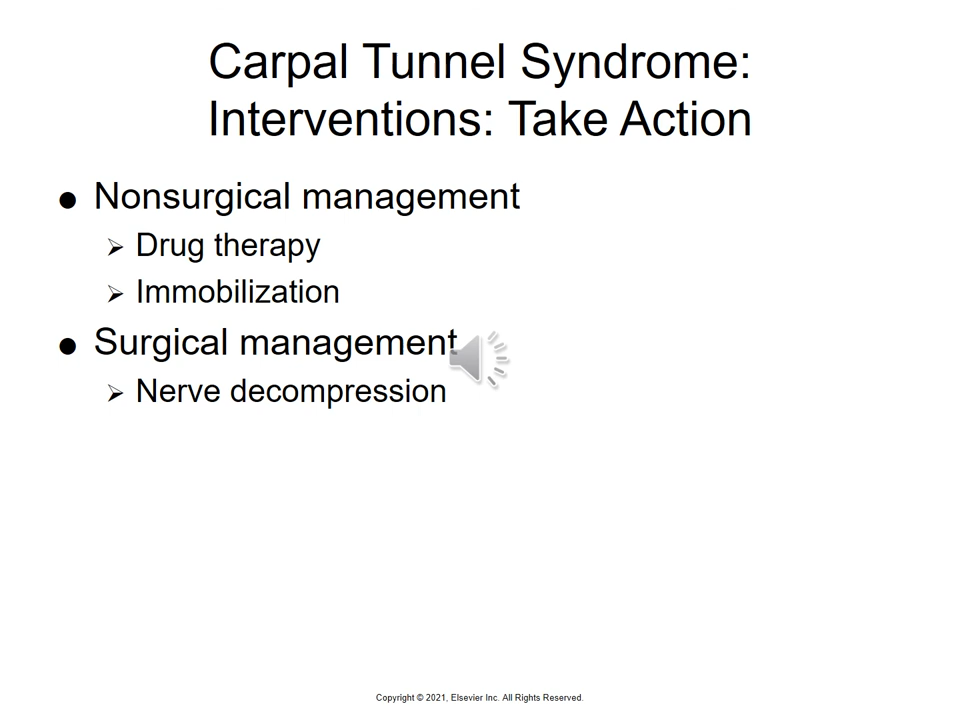 Carpal Tunnel Syndrome:
Interventions: Take Action
● Nonsurgical management
➢ Drug therapy
➢ Immobilization
● Surgical management
➢ Nerve decompression
Copyright © 2021, Elsevier Inc. All Rights Reserved.